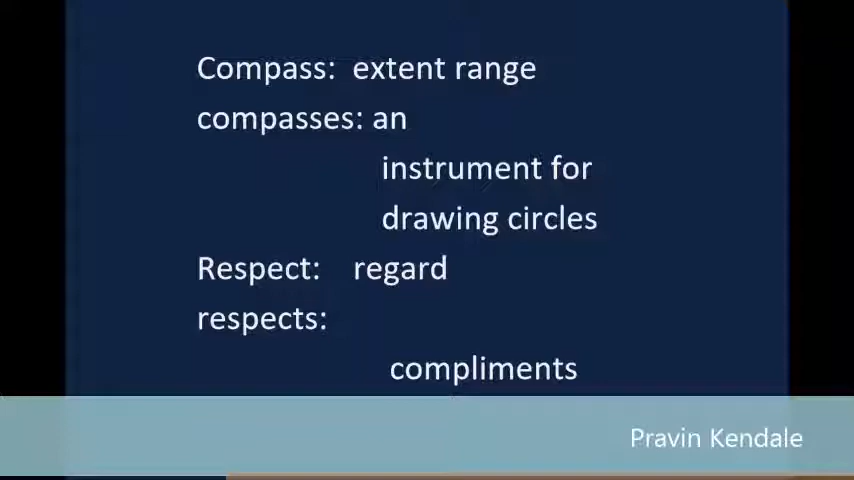 Compass: extent range
compasses: an
instrument for
drawing circles
Respect: regard
respects:
compliments
Pravin Kendale